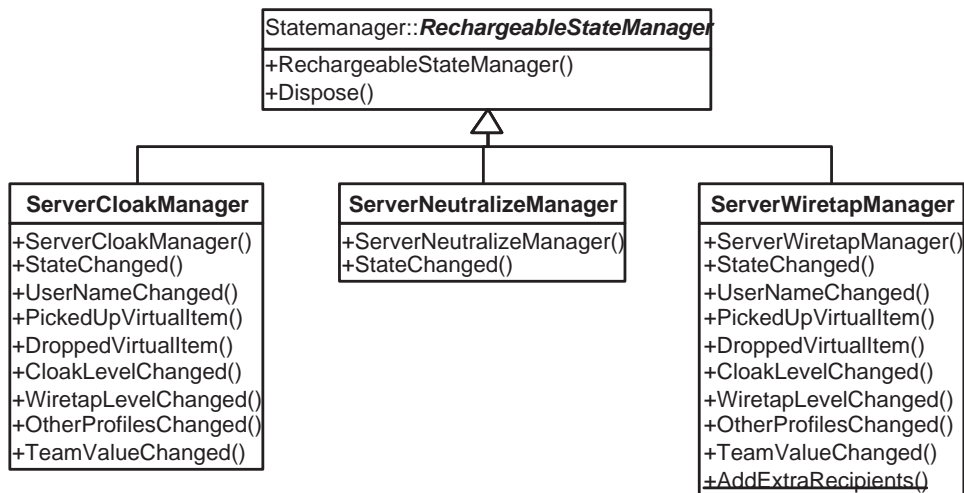 Statemanager::RechargeableStateManager
+RechargeableStateManager()
+Dispose()
ServerCloakManager
+ServerCloakManager()
+StateChanged()
+UserNameChanged()
+PickedUpVirtualItem()
+DroppedVirtualItem()
+CloakLevelChanged()
+WiretapLevelChanged()
+OtherProfilesChanged()
+TeamValueChanged()
ServerNeutralizeManager
+ServerNeutralizeManager()
+StateChanged()
ServerWiretapManager
+ServerWiretapManager()
+StateChanged()
+UserNameChanged()
+PickedUpVirtualItem()
+DroppedVirtualItem()
+CloakLevelChanged()
+WiretapLevelChanged()
+OtherProfilesChanged()
+TeamValueChanged()
+AddExtraRecipients()